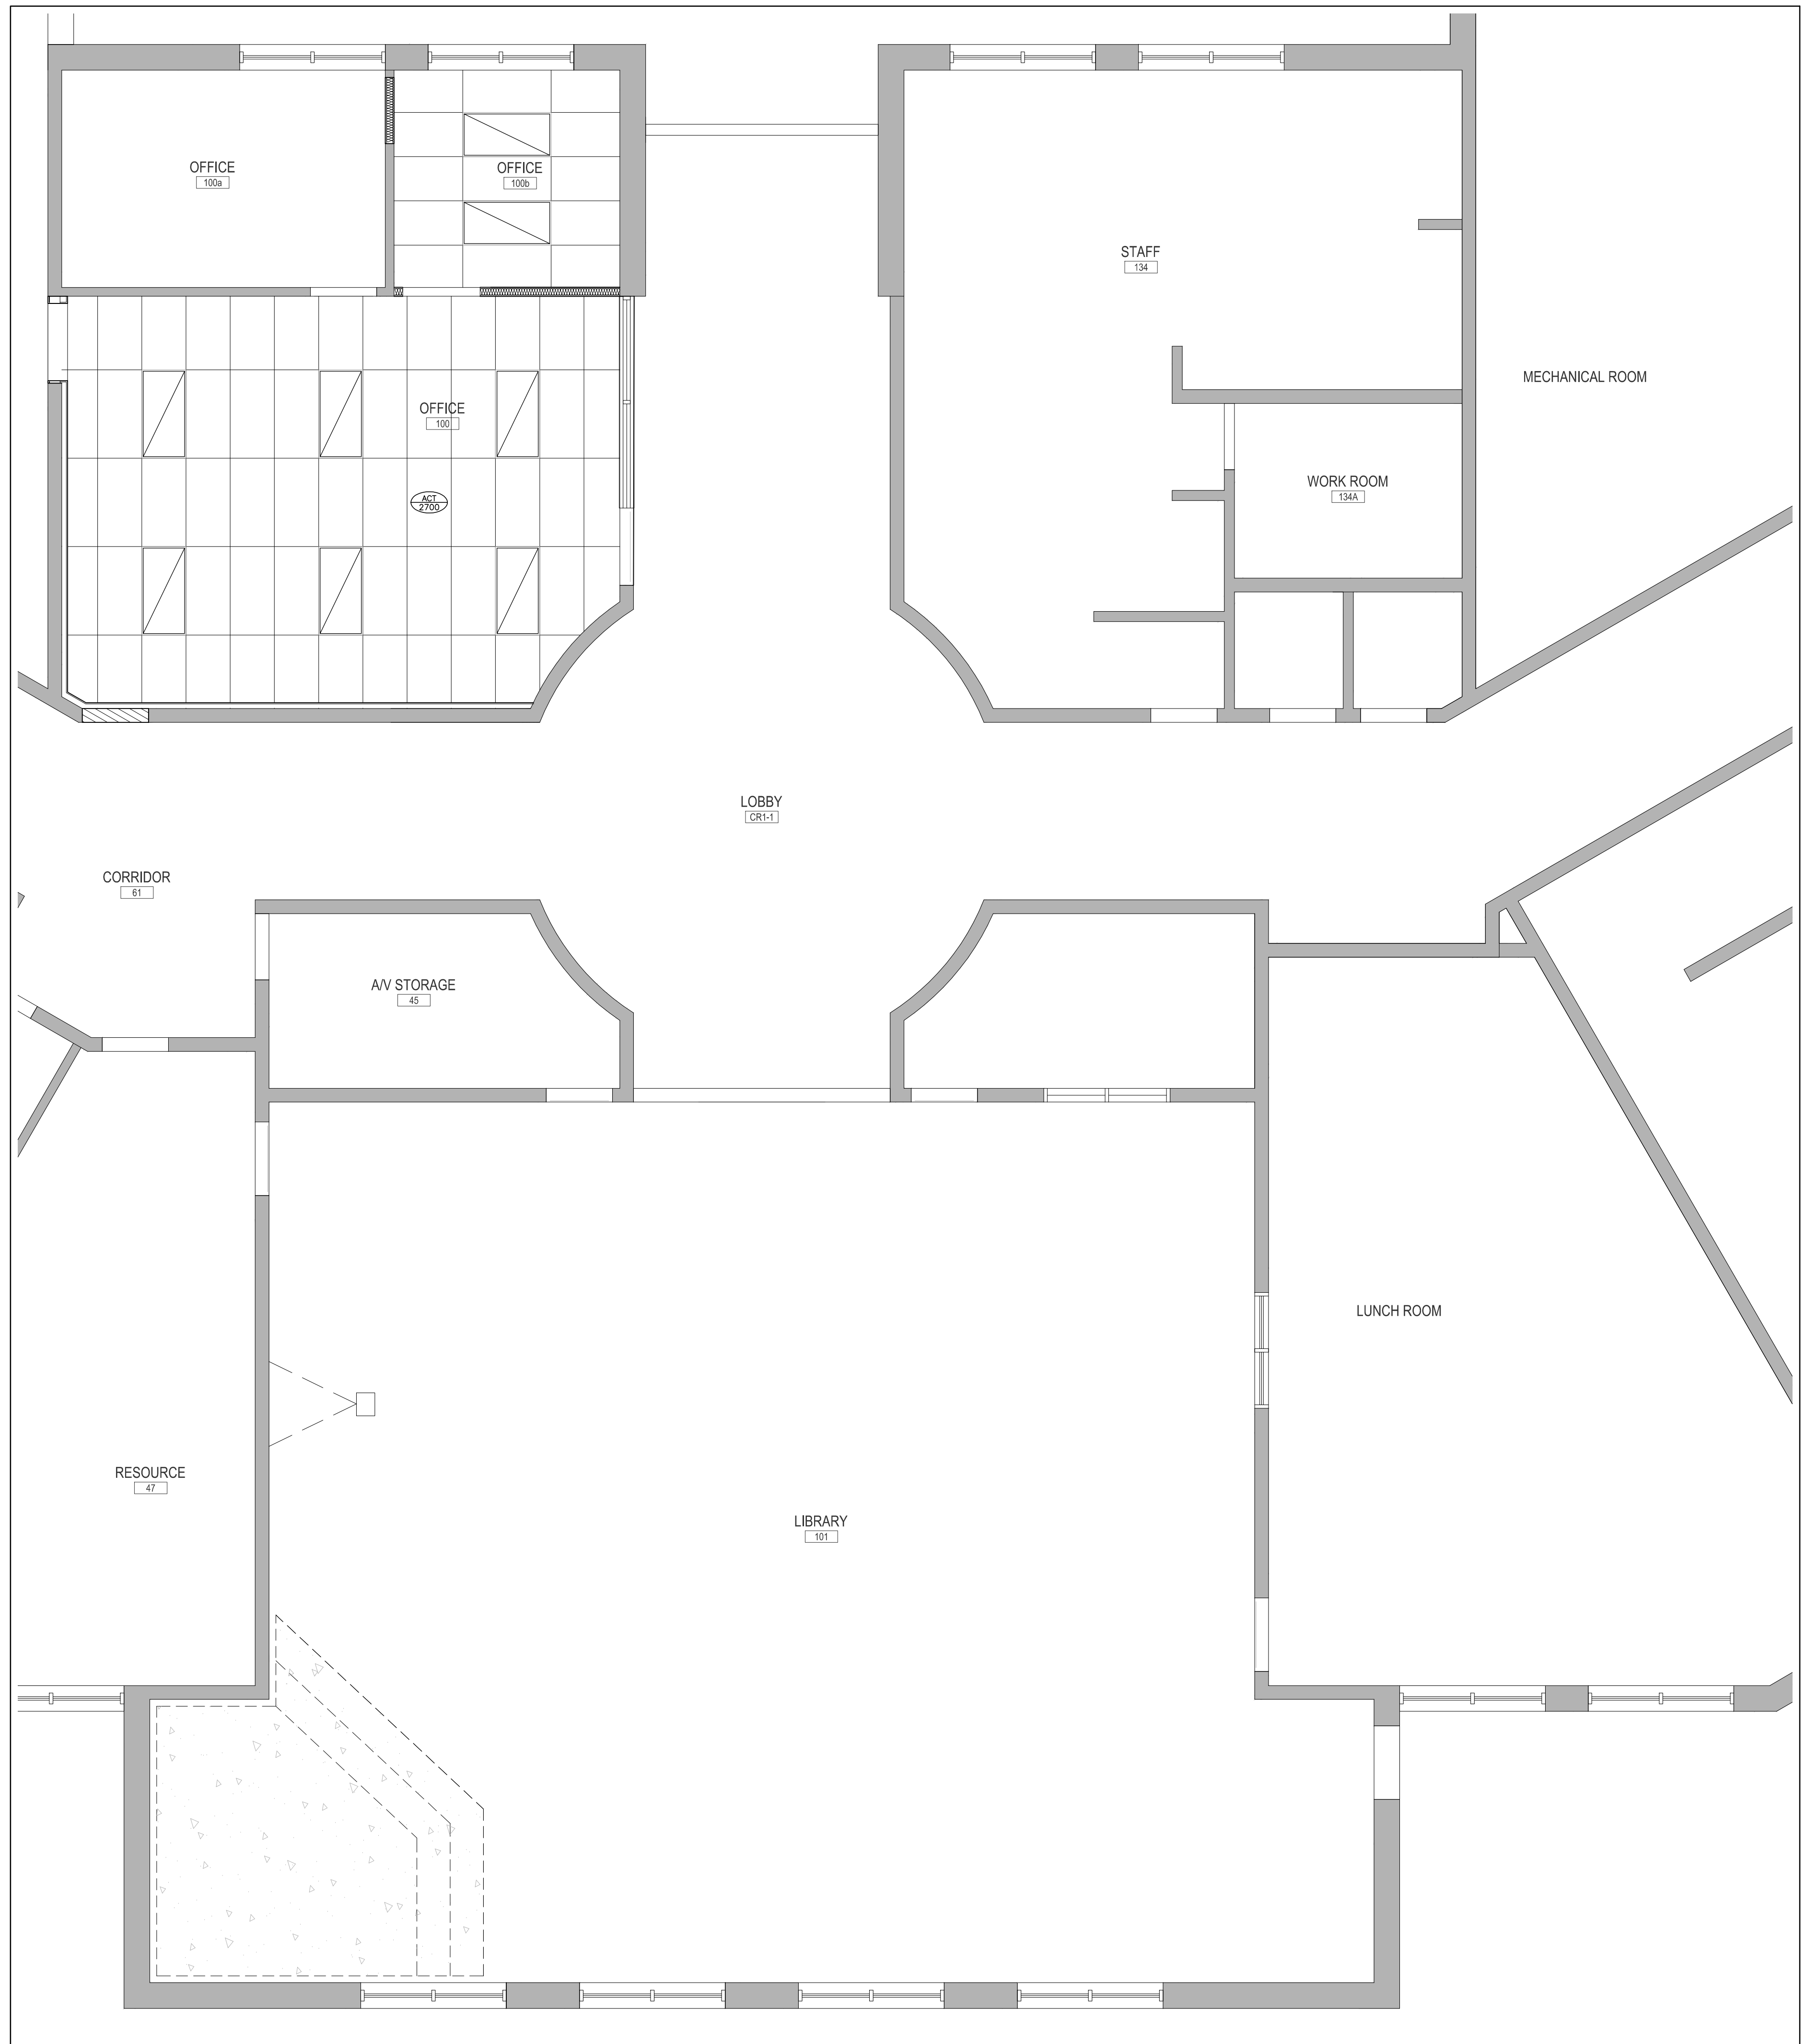 OFFICE
100a
OFFICE
100b
STAFF
134
MECHANICAL ROOM
OFFICE
100
ACT
2700
WORK ROOM
134A
LOBBY
CR1-1
CORRIDOR
61
A/V STORAGE
45
LUNCH ROOM
RESOURCE
47
LIBRARY
101